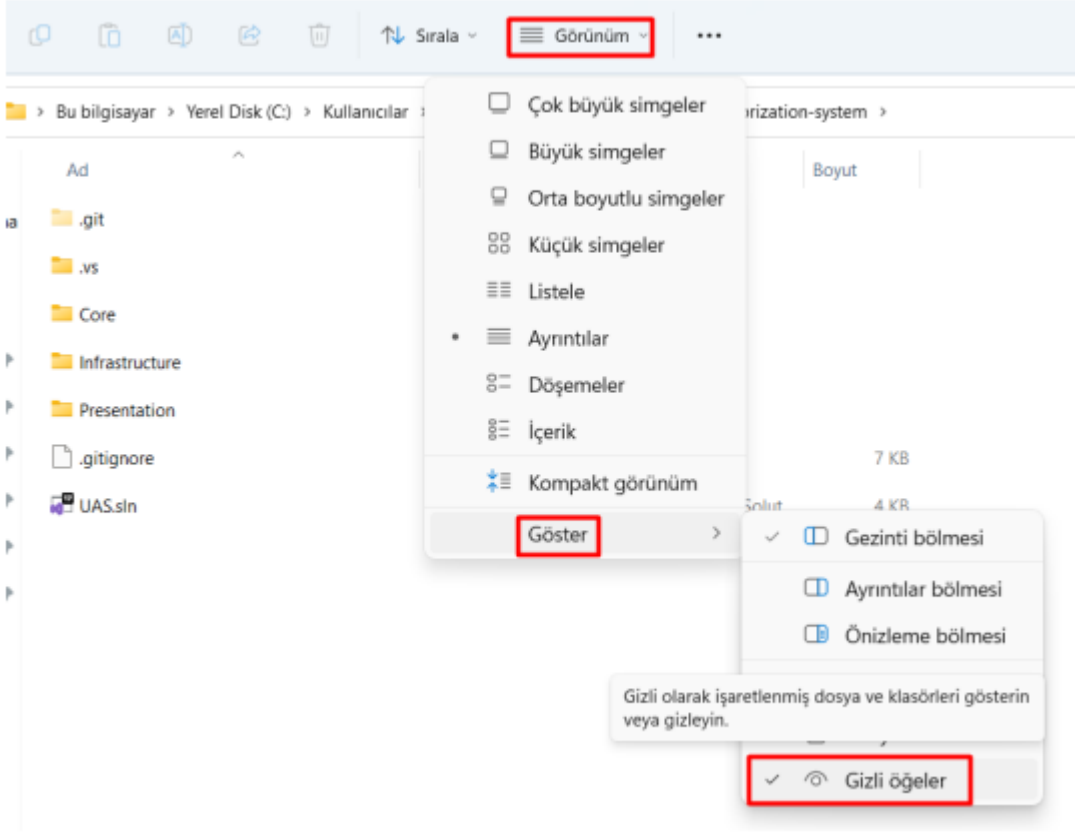 Sırala
Görünüm
Bu bilgisayar > Yerel Disk (C:) > Kullanıcılar
rization-system >
Ad
Boyut
.git
.vs
Core
Infrastructure
Presentation
.gitignore
7 KB
UAS.sln
Solut
4 KB
Çok büyük simgeler
Büyük simgeler
Orta boyutlu simgeler
Küçük simgeler
Listele
Ayrıntılar
Döşemeler
İçerik
Kompakt görünüm
Göster
Gezinti bölmesi
Ayrıntılar bölmesi
Önizleme bölmesi
Gizli olarak işaretlenmiş dosya ve klasörleri gösterin
veya gizleyin.
Gizli öğeler